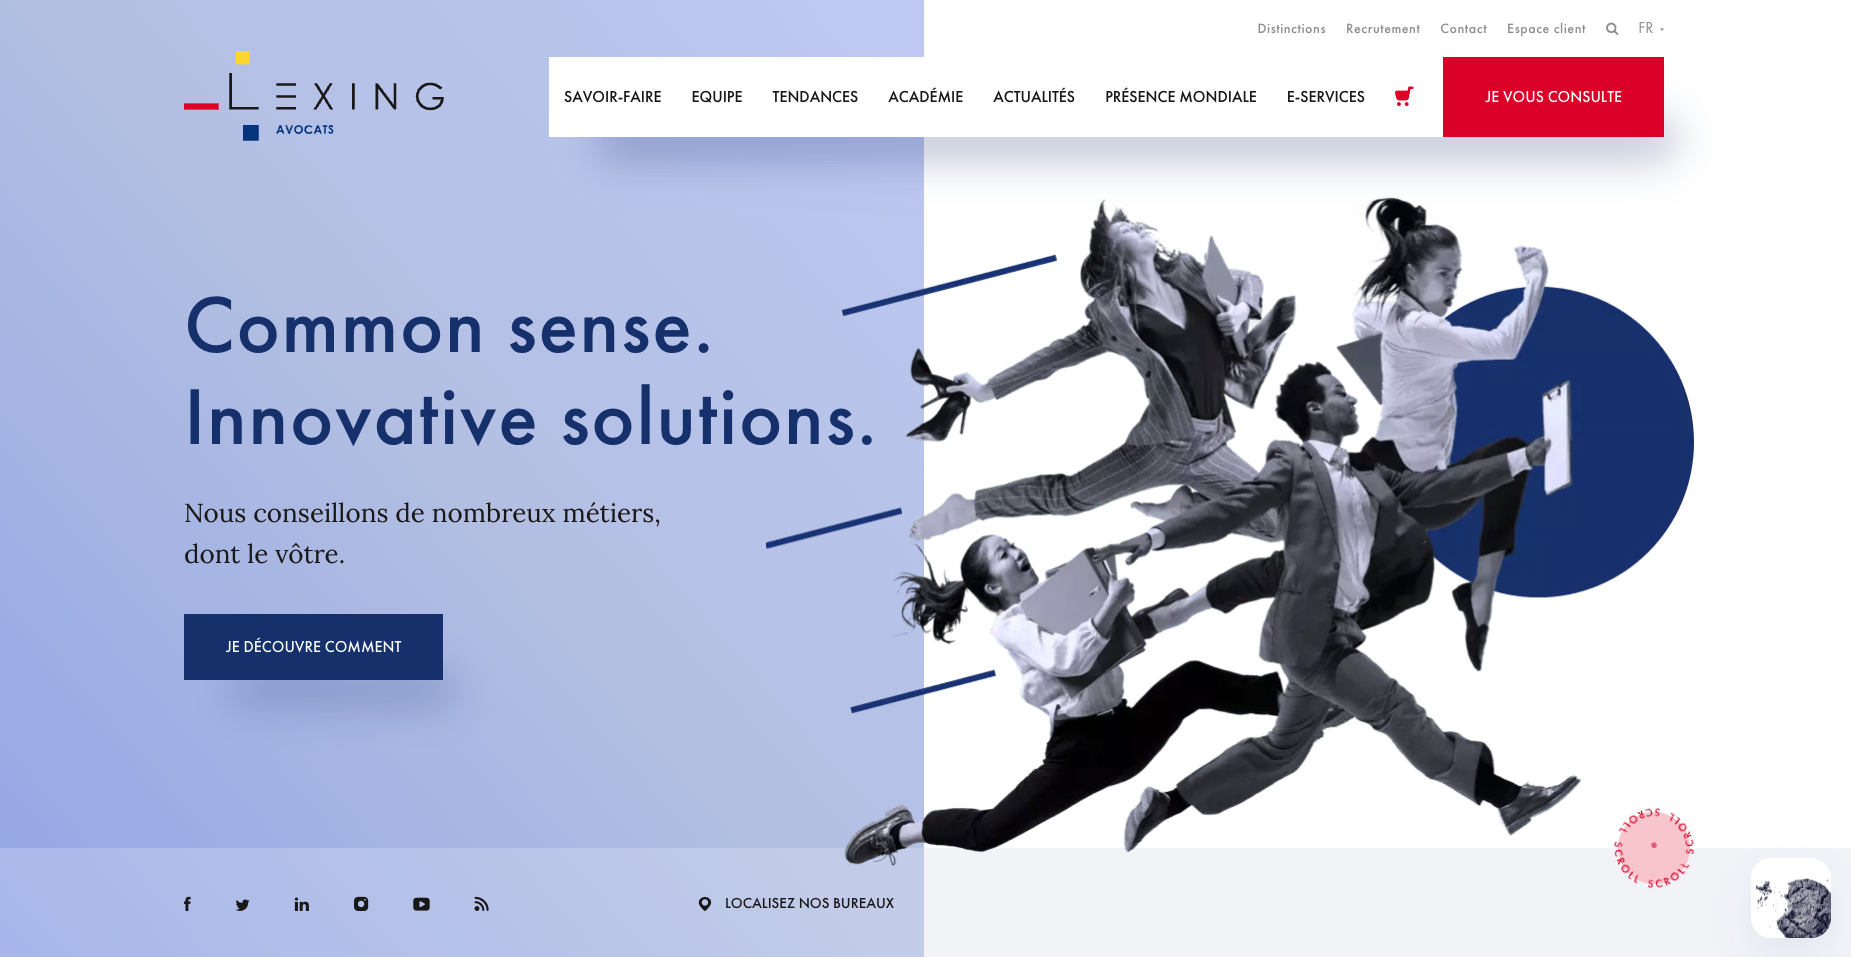 Distinctions Recrutement Contact Espace client FR
LEXING
AVOCATS
SAVOIR-FAIRE EQUIPE TENDANCES ACADÉMIE ACTUALITÉS PRÉSENCE MONDIALE E-SERVICES JE VOUS CONSULTE
Common sense.
Innovative solutions.
Nous conseillons de nombreux métiers,
dont le vôtre.
JE DÉCOUVRE COMMENT
SCROLL SCROLL SCROLL SCROLL
LOCALISEZ NOS BUREAUX